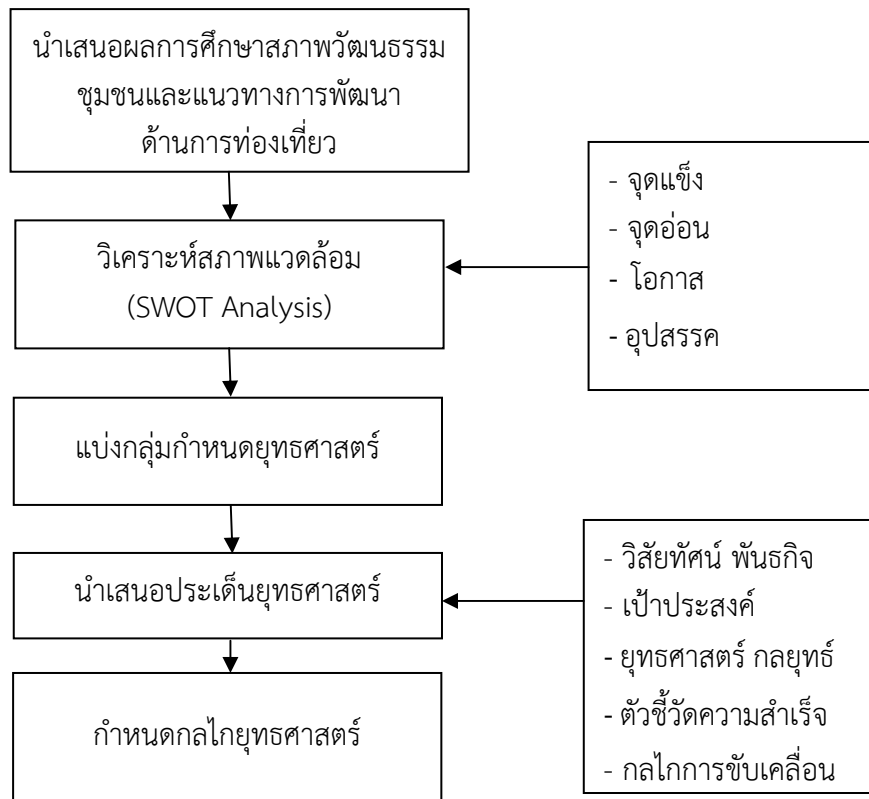 นำเสนอผลการศึกษาสภาพวัฒนธรรม
ชุมชนและแนวทางการพัฒนา
ด้านการท่องเที่ยว
วิเคราะห์สภาพแวดล้อม
(SWOT Analysis)
- จุดแข็ง
- จุดอ่อน
- โอกาส
- อุปสรรค
แบ่งกลุ่มกำหนดยุทธศาสตร์
นำเสนอประเด็นยุทธศาสตร์
- วิสัยทัศน์ พันธกิจ
- เป้าประสงค์
- ยุทธศาสตร์ กลยุทธ์
- ตัวชี้วัดความสำเร็จ
- กลไกการขับเคลื่อน
กำหนดกลไกยุทธศาสตร์